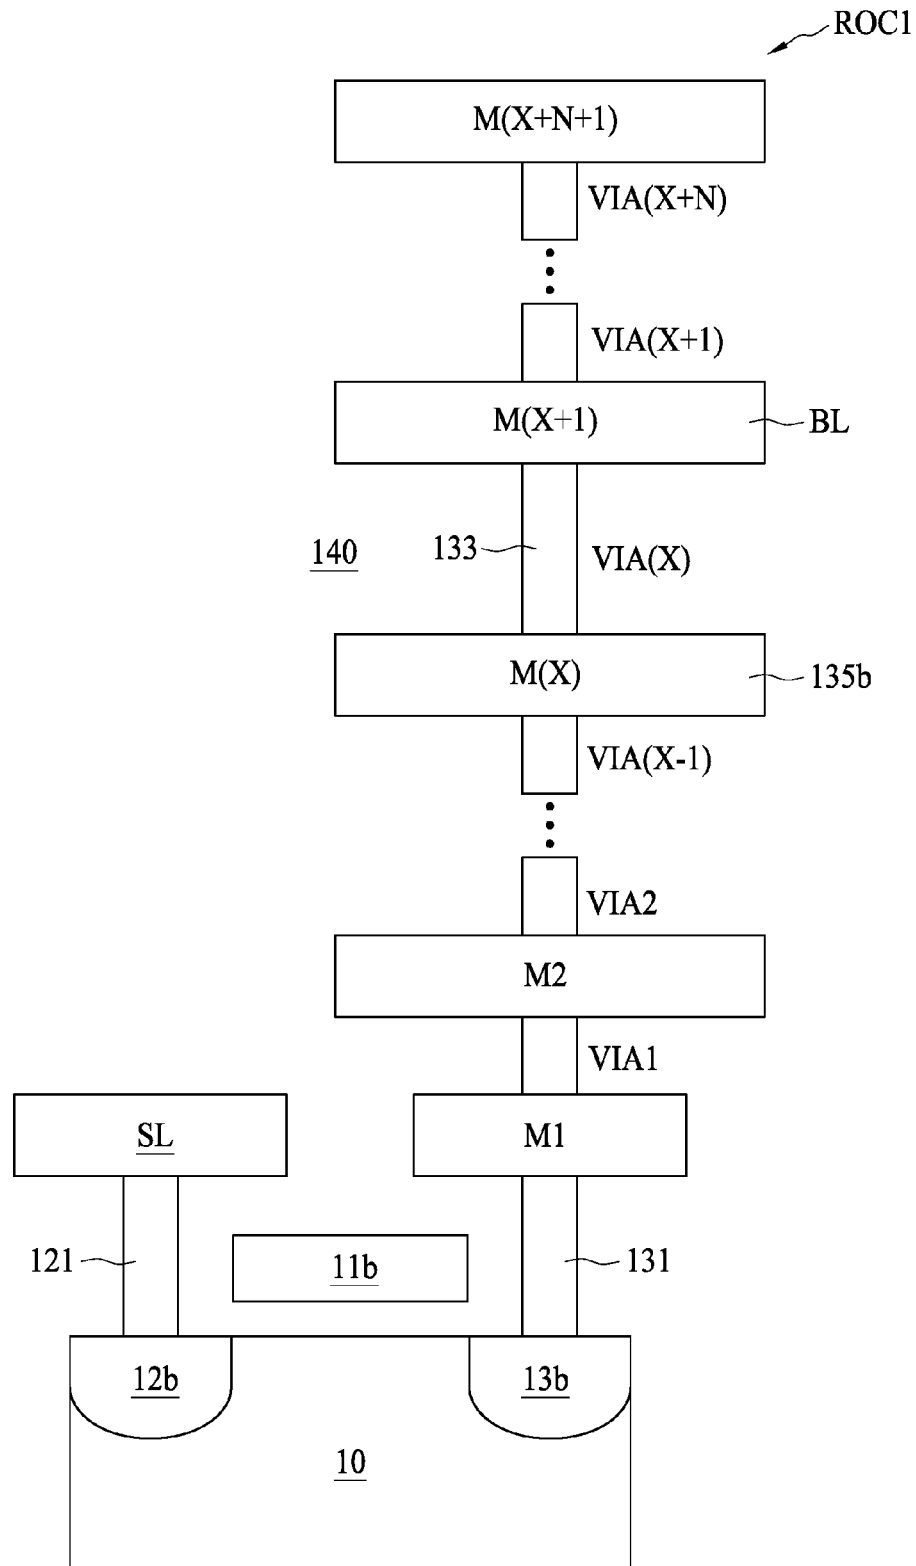 ROC1
M(X+N+1)
VIA(X+N)
VIA(X+1)
M(X+1)
BL
140
133
VIA(X)
M(X)
135b
VIA(X-1)
VIA2
M2
VIA1
SL
M1
121
11b
131
12b
13b
10